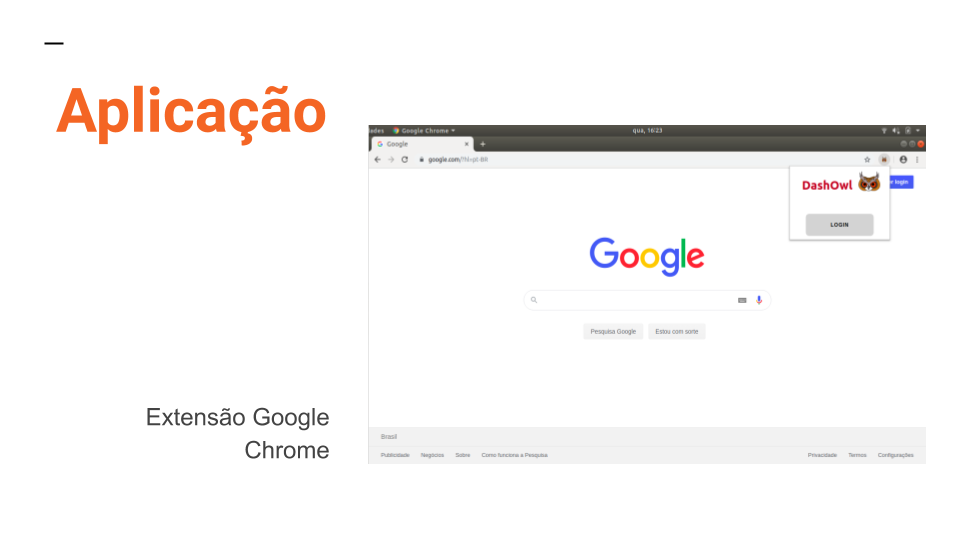 Aplicação
Extensão Google
Chrome
Google Chrome
qua, 16:23
Google
google.com/?hl=pt-BR
DashOwl
login
LOGIN
Google
Pesquisa Google
Estou com sorte
Brasil
Publicidade Negócios Sobre Como funciona a Pesquisa
Privacidade Termos Configurações